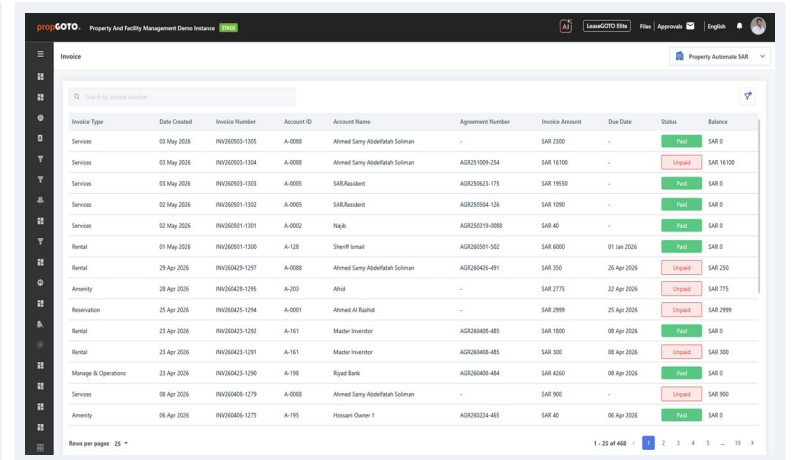 propGOTO. Property And Facility Management Demo Instance STAGE AI LeaseGOTO Elite Files Approvals English
Invoice Property Automate SAR
Search by invoice number
Invoice Type Date Created Invoice Number Account ID Account Name Agreement Number Invoice Amount Due Date Status Balance
Services 03 May 2026 INV260503-1305 A-0088 Ahmed Samy Abdelfatah Soliman - SAR 2300 - Paid SAR 0
Services 03 May 2026 INV260503-1304 A-0088 Ahmed Samy Abdelfatah Soliman AGR251009-254 SAR 16100 - Unpaid SAR 16100
Services 03 May 2026 INV260503-1303 A-0005 SAR.Resident AGR250623-175 SAR 19550 - Paid SAR 0
Services 02 May 2026 INV260501-1302 A-0005 SAR.Resident AGR250504-126 SAR 1090 - Paid SAR 0
Services 02 May 2026 INV260501-1301 A-0002 Najib AGR250319-0088 SAR 40 - Paid SAR 0
Rental 01 May 2026 INV260501-1300 A-128 Sheriff Ismail AGR260501-502 SAR 6000 01 Jan 2026 Paid SAR 0
Rental 29 Apr 2026 INV260429-1297 A-0088 Ahmed Samy Abdelfatah Soliman AGR260426-491 SAR 350 26 Apr 2026 Unpaid SAR 250
Amenity 28 Apr 2026 INV260428-1295 A-203 Afrid - SAR 2775 22 Apr 2026 Unpaid SAR 775
Reservation 25 Apr 2026 INV260425-1294 A-0001 Ahmed Al Rashid - SAR 2999 25 Apr 2026 Unpaid SAR 2999
Rental 23 Apr 2026 INV260423-1292 A-161 Master Inverstor AGR260408-485 SAR 1800 08 Apr 2026 Paid SAR 0
Rental 23 Apr 2026 INV260423-1291 A-161 Master Inverstor AGR260408-485 SAR 300 08 Apr 2026 Unpaid SAR 300
Manage & Operations 23 Apr 2026 INV260423-1290 A-198 Riyad Bank AGR260408-484 SAR 4260 08 Apr 2026 Paid SAR 0
Services 08 Apr 2026 INV260408-1279 A-0088 Ahmed Samy Abdelfatah Soliman - SAR 900 - Unpaid SAR 900
Amenity 06 Apr 2026 INV260406-1275 A-195 Hossam Owner 1 AGR260224-465 SAR 40 06 Apr 2026 Paid SAR 0
Rows per pages 25 1 - 25 of 468 1 2 3 4 5 ... 19